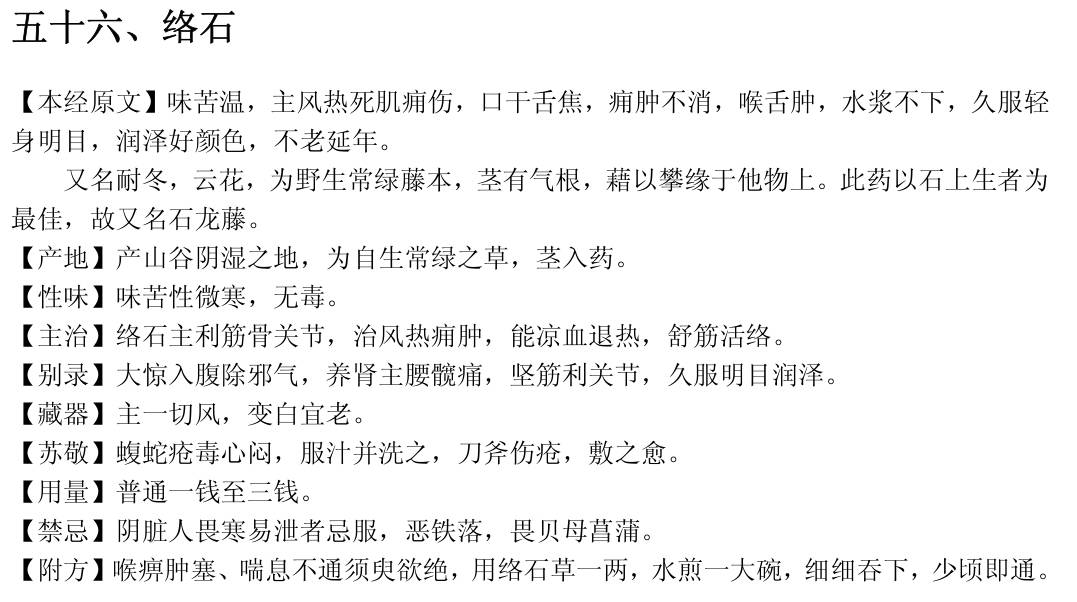 五十六、络石
【本经原文】味苦温，主风热死肌痈伤，口干舌焦，痈肿不消，喉舌肿，水浆不下，久服轻
身明目，润泽好颜色，不老延年。
又名耐冬，云花，为野生常绿藤本，茎有气根，藉以攀缘于他物上。此药以石上生者为
最佳，故又名石龙藤。
【产地】产山谷阴湿之地，为自生常绿之草，茎入药。
【性味】味苦性微寒，无毒。
【主治】络石主利筋骨关节，治风热痈肿，能凉血退热，舒筋活络。
【别录】大惊入腹除邪气，养肾主腰髋痛，坚筋利关节，久服明目润泽。
【藏器】主一切风，变白宜老。
【苏敬】蝮蛇疮毒心闷，服汁并洗之，刀斧伤疮，敷之愈。
【用量】普通一钱至三钱。
【禁忌】阴脏人畏寒易泄者忌服，恶铁落，畏贝母菖蒲。
【附方】喉痹肿塞、喘息不通须臾欲绝，用络石草一两，水煎一大碗，细细吞下，少顷即通。